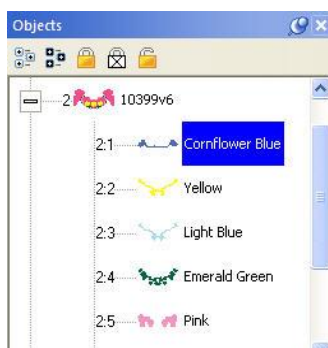 Objects
2 10399v6
2:1 Cornflower Blue
2:2 Yellow
2:3 Light Blue
2:4 Emerald Green
2:5 Pink